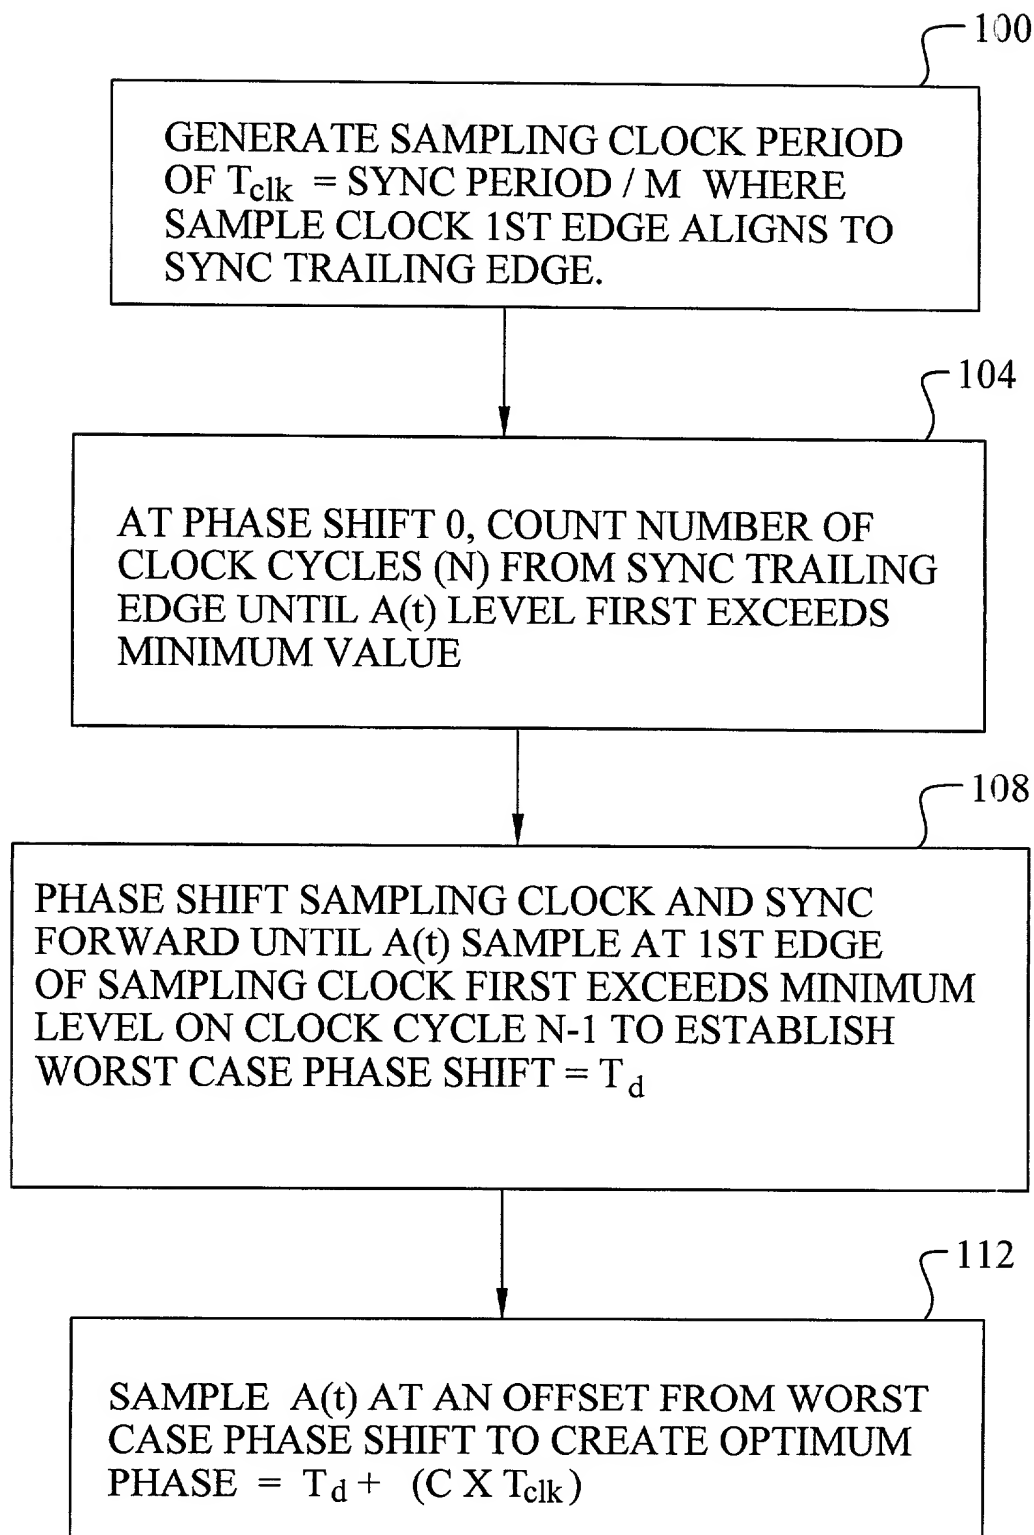 100
GENERATE SAMPLING CLOCK PERIOD
OF Tclk = SYNC PERIOD / M WHERE
SAMPLE CLOCK 1ST EDGE ALIGNS TO
SYNC TRAILING EDGE.
104
AT PHASE SHIFT 0, COUNT NUMBER OF
CLOCK CYCLES (N) FROM SYNC TRAILING
EDGE UNTIL A(t) LEVEL FIRST EXCEEDS
MINIMUM VALUE
108
PHASE SHIFT SAMPLING CLOCK AND SYNC
FORWARD UNTIL A(t) SAMPLE AT 1ST EDGE
OF SAMPLING CLOCK FIRST EXCEEDS MINIMUM
LEVEL ON CLOCK CYCLE N-1 TO ESTABLISH
WORST CASE PHASE SHIFT = Td
112
SAMPLE A(t) AT AN OFFSET FROM WORST
CASE PHASE SHIFT TO CREATE OPTIMUM
PHASE = Td + (C X Tclk)